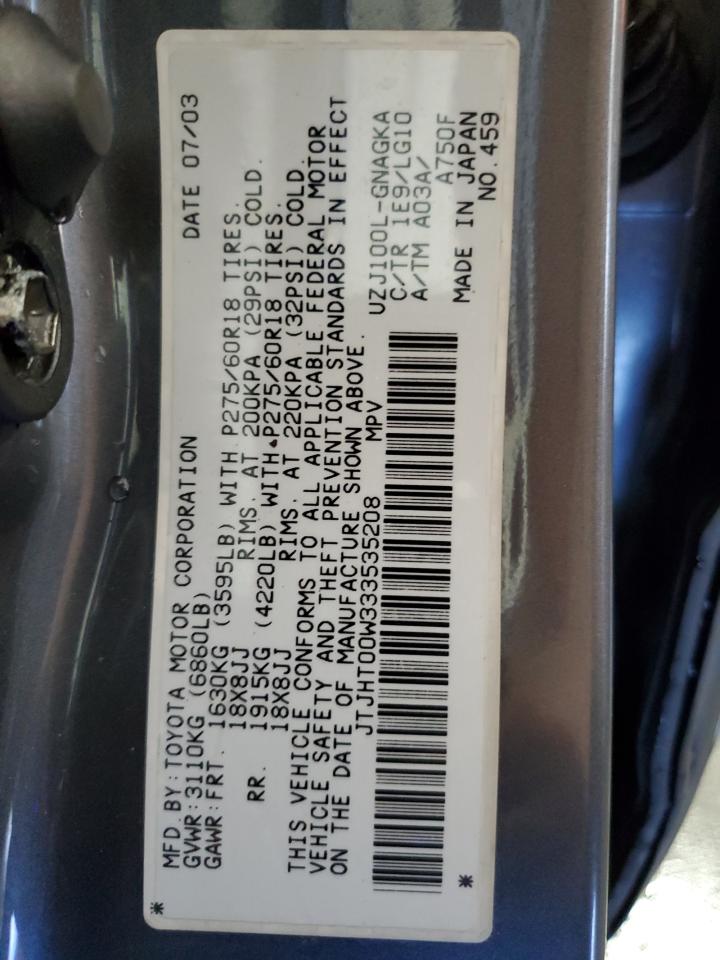 MFD. BY: TOYOTA MOTOR CORPORATION DATE 07/03
GVWR: 3110KG (6860LB)
GAWR: FRT. 1630KG (3595LB) WITH P275/60R18 TIRES.
18X8JJ RIMS. AT 200KPA (29PSI) COLD.
RR. 1915KG (4220LB) WITH P275/60R18 TIRES.
18X8JJ RIMS. AT 220KPA (32PSI) COLD.
THIS VEHICLE CONFORMS TO ALL APPLICABLE FEDERAL MOTOR
VEHICLE SAFETY AND THEFT PREVENTION STANDARDS IN EFFECT
ON THE DATE OF MANUFACTURE SHOWN ABOVE.
JTJHT00W333535208 MPV
UZJ100L-GNAGKA
C/TR 1E9/LG10
A/TM A03A/
A750F
MADE IN JAPAN
NO.459